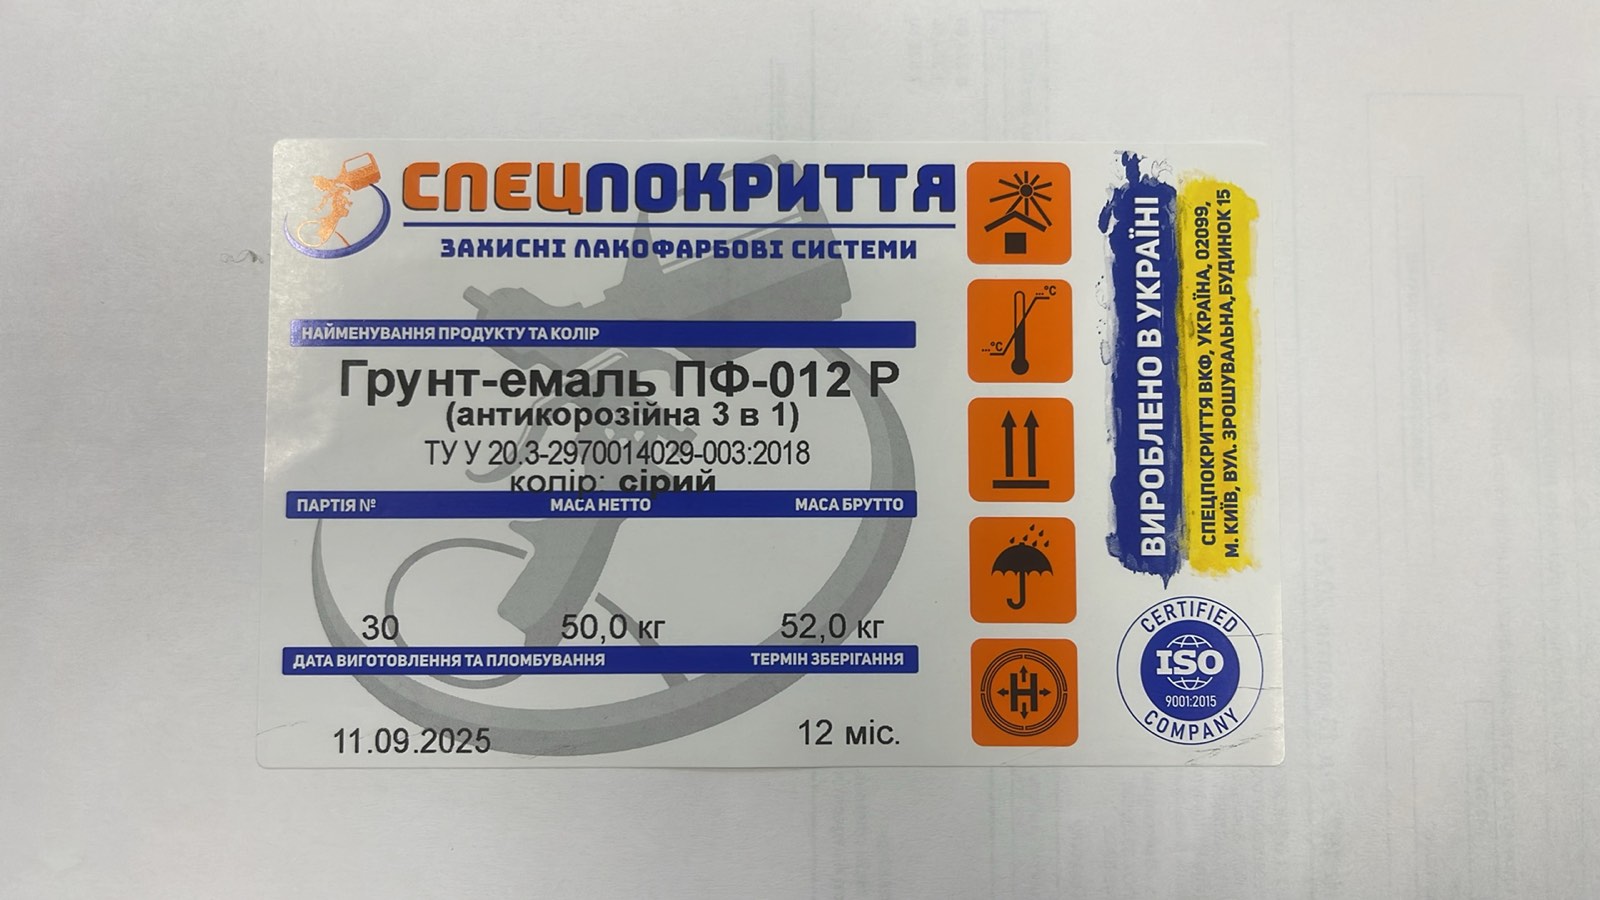 СПЕЦПОКРИТТЯ
ЗАХИСНІ ЛАКОФАРБОВІ СИСТЕМИ
НАЙМЕНУВАННЯ ПРОДУКТУ ТА КОЛІР
Грунт-емаль ПФ-012 Р
(антикорозійна 3 в 1)
ТУ У 20.3-2970014029-003:2018
колір: сірий
ПАРТІЯ № МАСА НЕТТО МАСА БРУТТО
30 50,0 кг 52,0 кг
ДАТА ВИГОТОВЛЕННЯ ТА ПЛОМБУВАННЯ ТЕРМІН ЗБЕРІГАННЯ
11.09.2025 12 міс.
...°C
...°C
Н
ВИРОБЛЕНО В УКРАЇНІ
СПЕЦПОКРИТТЯ ВКФ, УКРАЇНА, 02099,
М. КИЇВ, ВУЛ. ЗРОШУВАЛЬНА, БУДИНОК 15
CERTIFIED
ISO
9001:2015
COMPANY